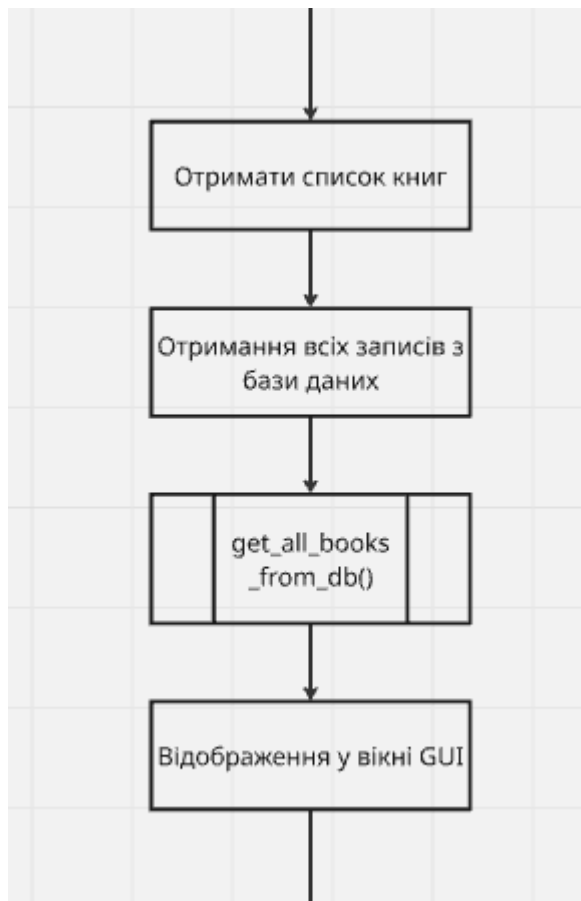 Отримати список книг
Отримання всіх записів з
бази даних
get_all_books
_from_db()
Відображення у вікні GUI